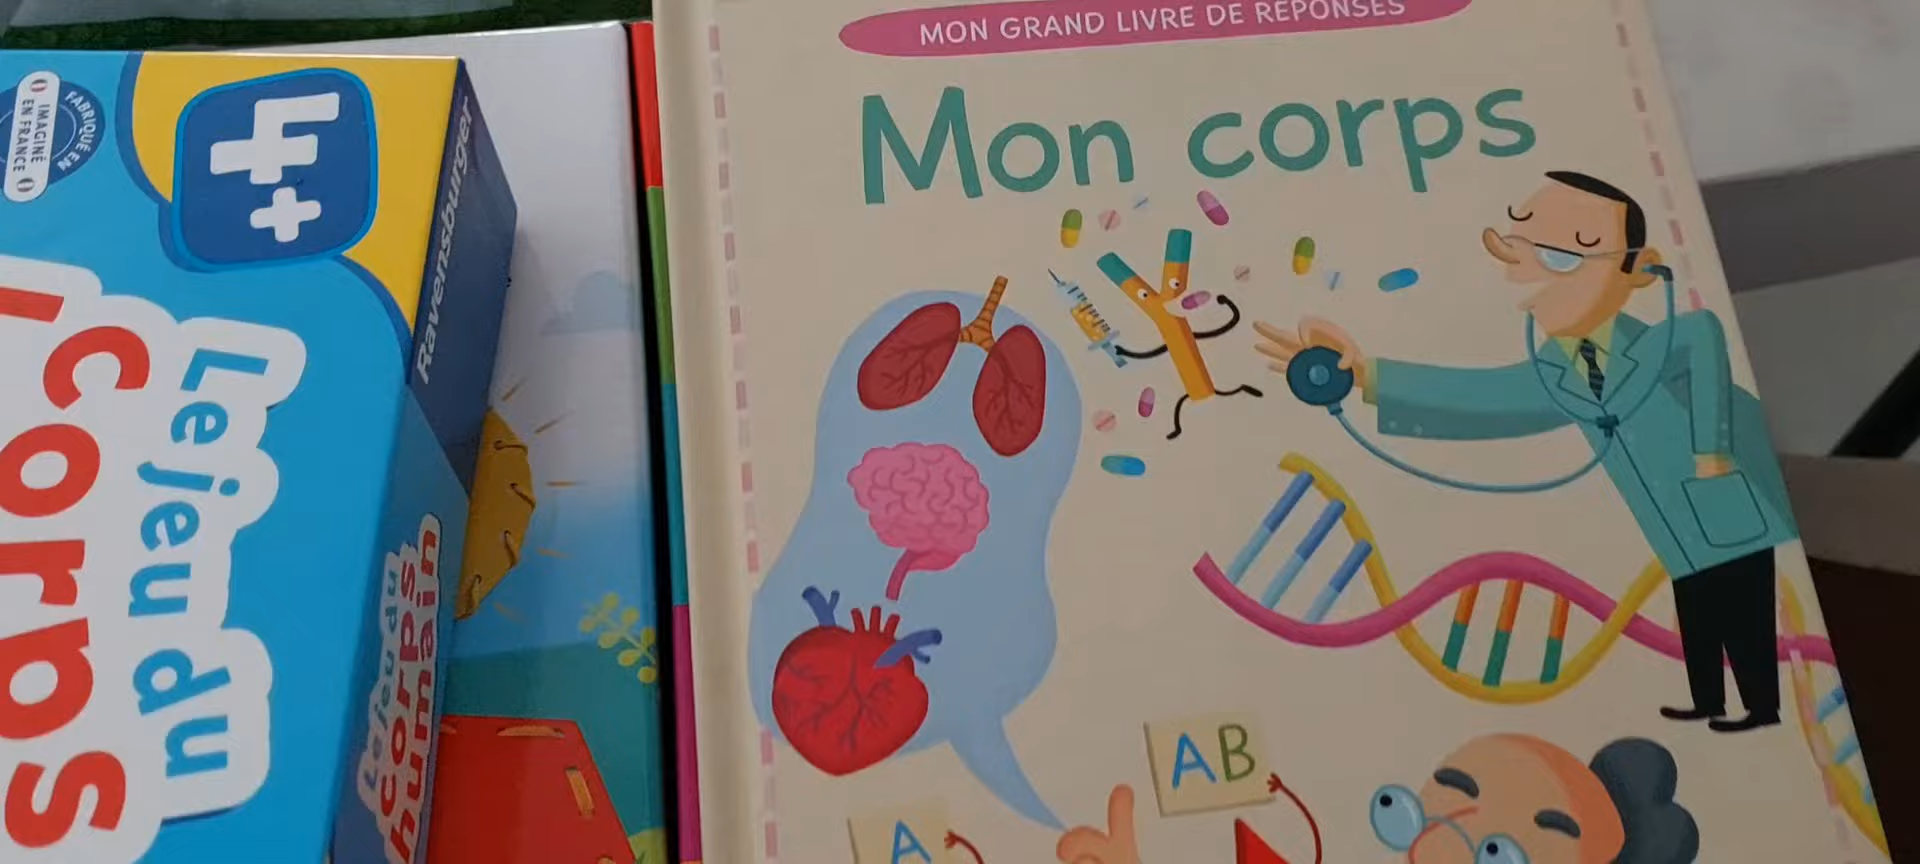 FABRIQUÉ EN
IMAGINÉ
EN FRANCE
4+
Ravensburger
Le jeu du
corps
Le jeu du
corps
humain
MON GRAND LIVRE DE RÉPONSES
Mon corps
AB
A